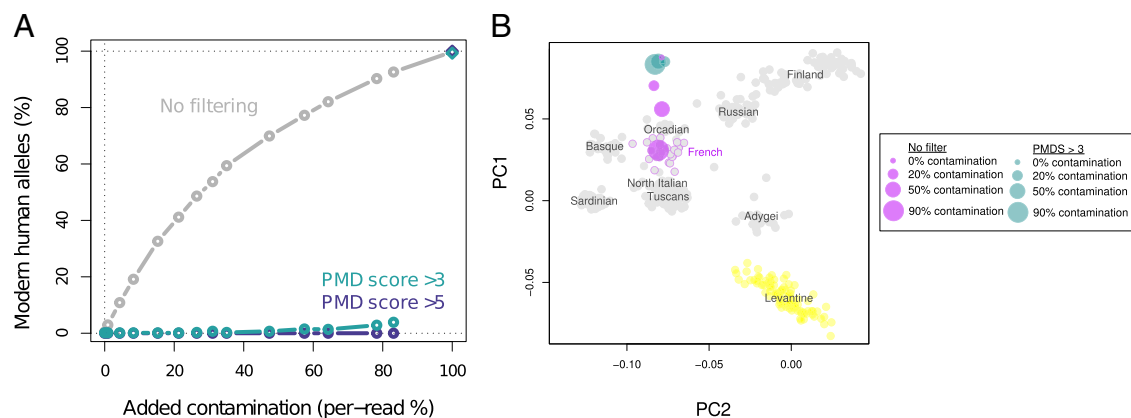 A
Modern human alleles (%)
100
80
60
40
20
0
No filtering
PMD score >3
PMD score >5
0 20 40 60 80 100
Added contamination (per−read %)
B
PC1
0.05
0.00
−0.05
Finland
Russian
Orcadian
Basque
French
North Italian
Sardinian
Tuscans
Adygei
Levantine
−0.10 −0.05 0.00
PC2
No filter PMDS > 3
0% contamination 0% contamination
20% contamination 20% contamination
50% contamination 50% contamination
90% contamination 90% contamination